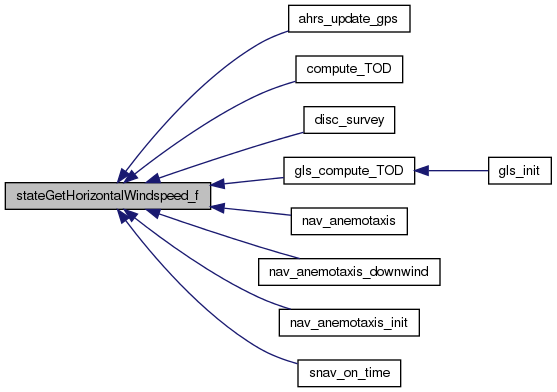 ahrs_update_gps
compute_TOD
disc_survey
gls_compute_TOD
gls_init
stateGetHorizontalWindspeed_f
nav_anemotaxis
nav_anemotaxis_downwind
nav_anemotaxis_init
snav_on_time